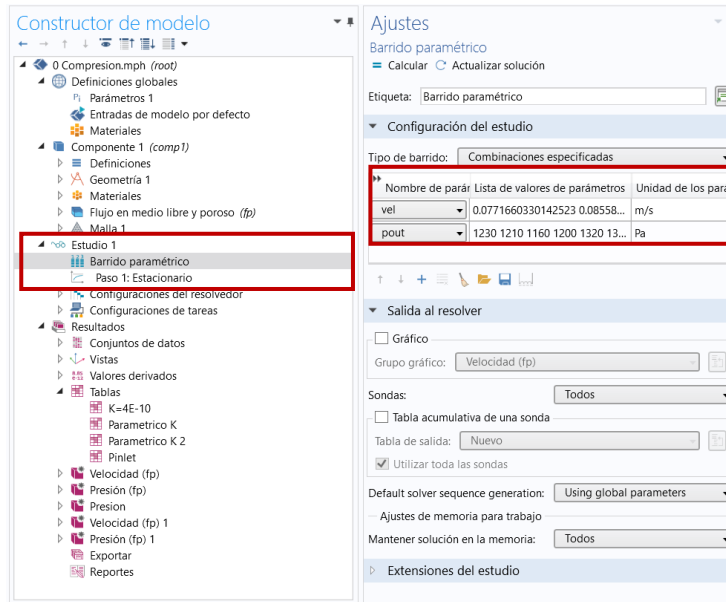 Constructor de modelo
0 Compresion.mph (root)
Definiciones globales
Pi Parámetros 1
Entradas de modelo por defecto
Materiales
Componente 1 (comp1)
Definiciones
Geometría 1
Materiales
Flujo en medio libre y poroso (fp)
Malla 1
Estudio 1
Barrido paramétrico
Paso 1: Estacionario
Configuraciones del resolvedor
Configuraciones de tareas
Resultados
Conjuntos de datos
Vistas
Valores derivados
Tablas
K=4E-10
Parametrico K
Parametrico K 2
Pinlet
Velocidad (fp)
Presión (fp)
Presion
Velocidad (fp) 1
Presión (fp) 1
Exportar
Reportes
Ajustes
Barrido paramétrico
= Calcular Actualizar solución
Etiqueta: Barrido paramétrico
Configuración del estudio
Tipo de barrido: Combinaciones especificadas
Nombre de parár Lista de valores de parámetros Unidad de los pará
vel 0.0771660330142523 0.08558... m/s
pout 1230 1210 1160 1200 1320 13... Pa
Salida al resolver
Gráfico
Grupo gráfico: Velocidad (fp)
Sondas: Todos
Tabla acumulativa de una sonda
Tabla de salida: Nuevo
Utilizar toda las sondas
Default solver sequence generation: Using global parameters
Ajustes de memoria para trabajo
Mantener solución en la memoria: Todos
Extensiones del estudio